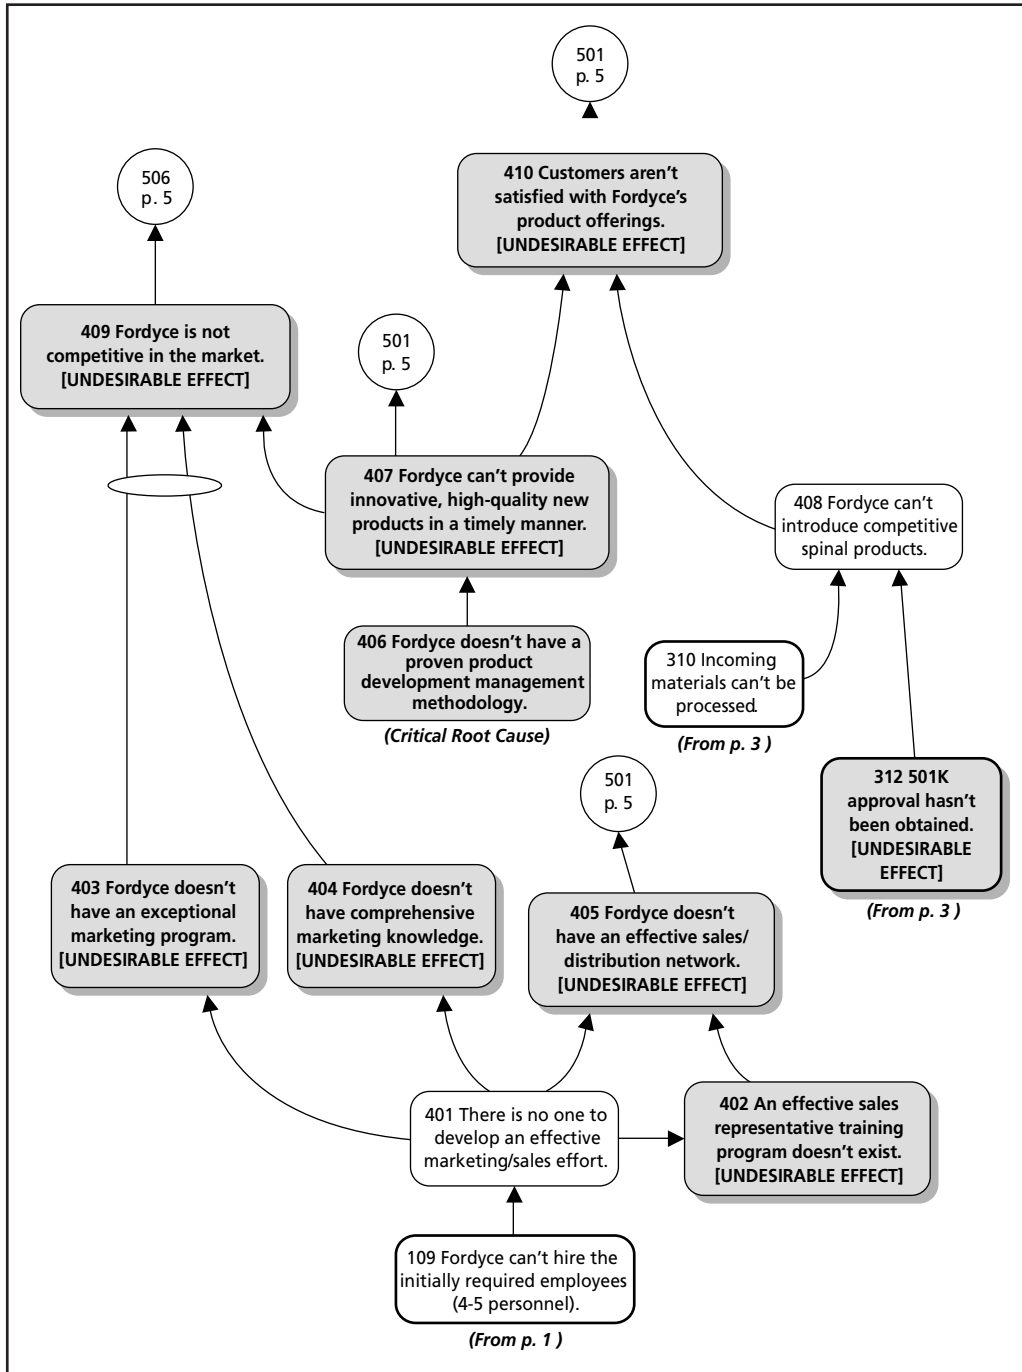 501
p. 5
410 Customers aren't
satisfied with Fordyce's
product offerings.
[UNDESIRABLE EFFECT]
506
p. 5
409 Fordyce is not
competitive in the market.
[UNDESIRABLE EFFECT]
501
p. 5
407 Fordyce can't provide
innovative, high-quality new
products in a timely manner.
[UNDESIRABLE EFFECT]
408 Fordyce can't
introduce competitive
spinal products.
406 Fordyce doesn't have a
proven product
development management
methodology.
(Critical Root Cause)
310 Incoming
materials can't be
processed.
(From p. 3 )
312 501K
approval hasn't
been obtained.
[UNDESIRABLE
EFFECT]
(From p. 3 )
501
p. 5
403 Fordyce doesn't
have an exceptional
marketing program.
[UNDESIRABLE EFFECT]
404 Fordyce doesn't
have comprehensive
marketing knowledge.
[UNDESIRABLE EFFECT]
405 Fordyce doesn't
have an effective sales/
distribution network.
[UNDESIRABLE EFFECT]
401 There is no one to
develop an effective
marketing/sales effort.
402 An effective sales
representative training
program doesn't exist.
[UNDESIRABLE EFFECT]
109 Fordyce can't hire the
initially required employees
(4-5 personnel).
(From p. 1 )